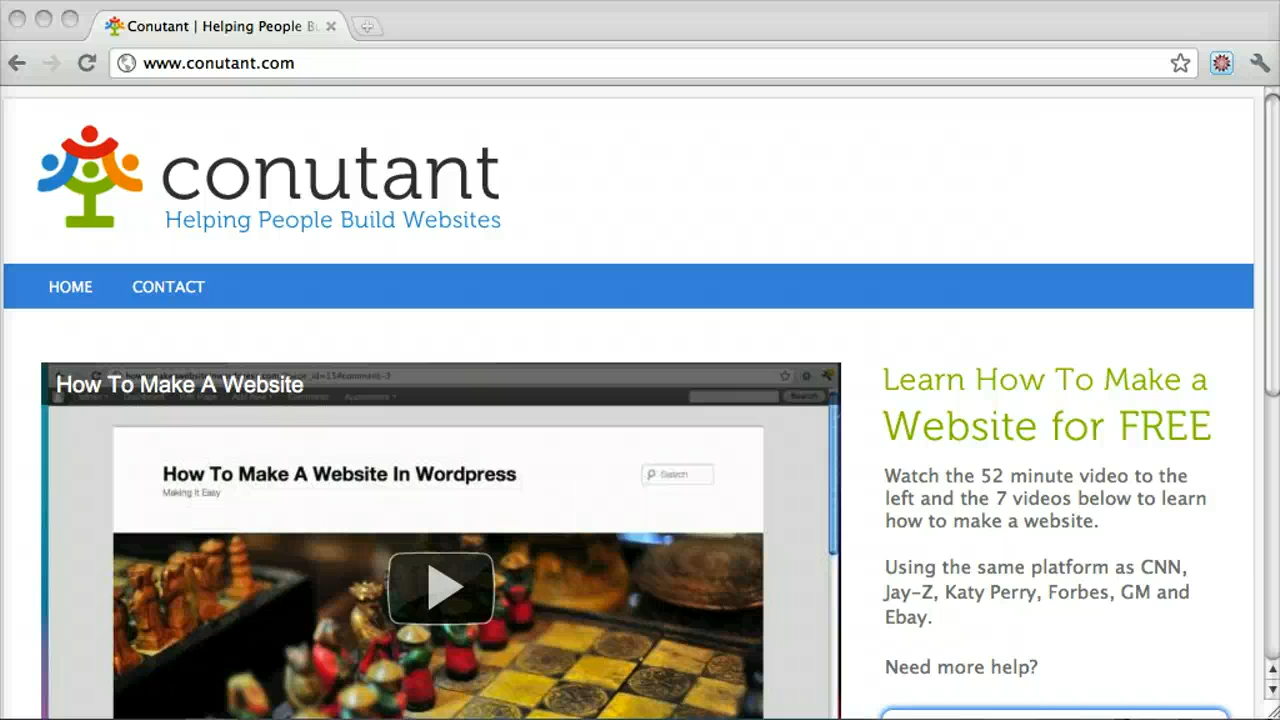 Conutant | Helping People B
www.conutant.com
conutant
Helping People Build Websites
HOME
CONTACT
How To Make A Website
Search
How To Make A Website In Wordpress
Search
Making It Easy
Learn How To Make a
Website for FREE
Watch the 52 minute video to the
left and the 7 videos below to learn
how to make a website.
Using the same platform as CNN,
Jay-Z, Katy Perry, Forbes, GM and
Ebay.
Need more help?